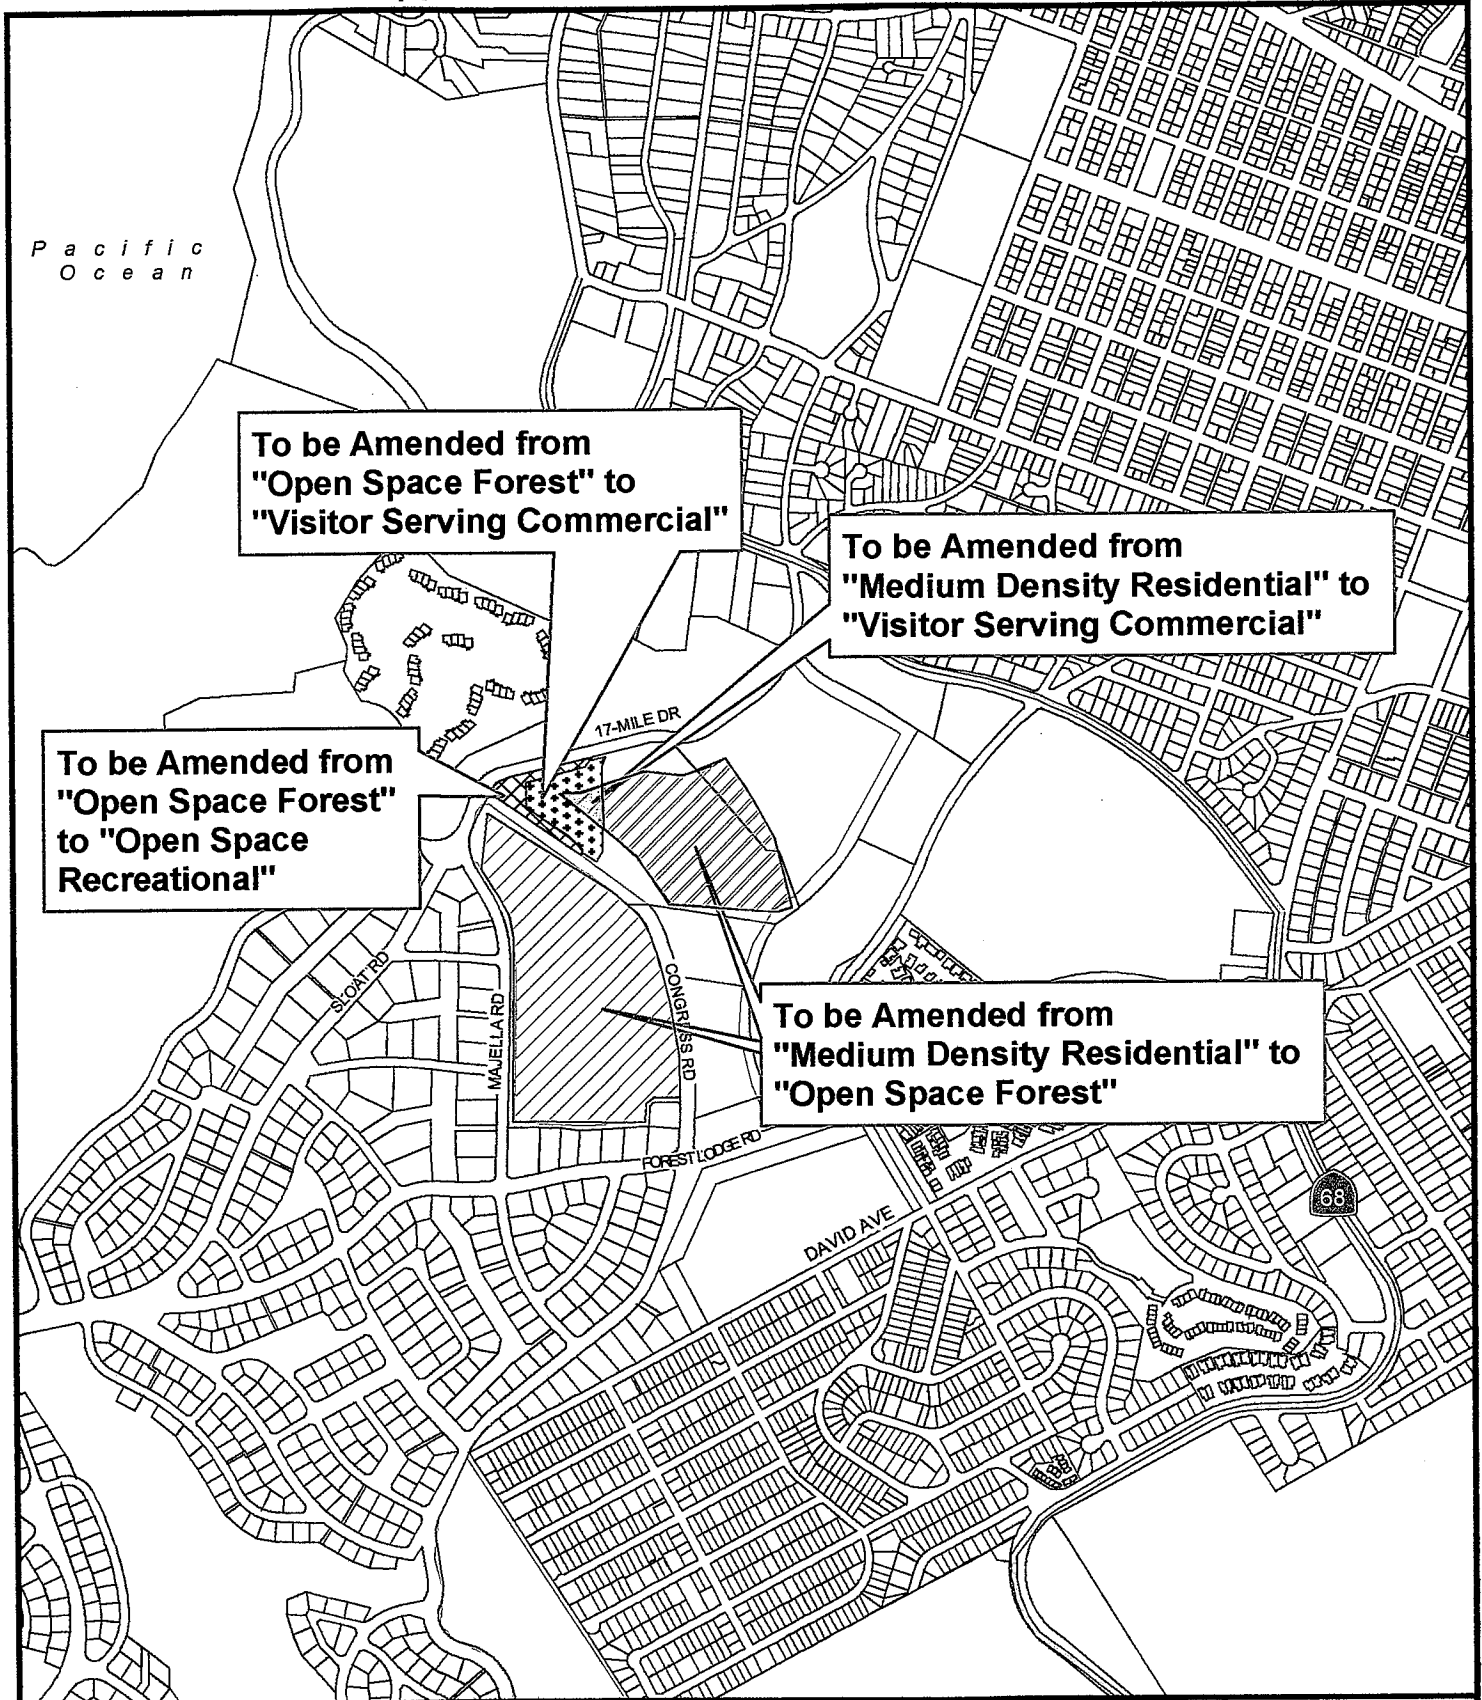 Pacific
Ocean
To be Amended from
"Open Space Forest" to
"Visitor Serving Commercial"
To be Amended from
"Medium Density Residential" to
"Visitor Serving Commercial"
17-MILE DR
To be Amended from
"Open Space Forest"
to "Open Space
Recreational"
SLOAT RD
MAJELLA RD
CONGRESS RD
To be Amended from
"Medium Density Residential" to
"Open Space Forest"
FOREST LODGE RD
DAVID AVE
68